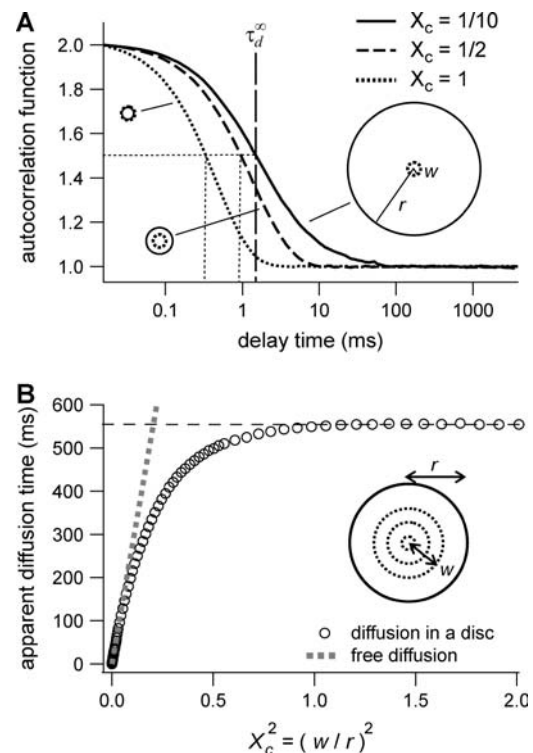 A
τ_d^∞
X_c = 1/10
X_c = 1/2
X_c = 1
autocorrelation function
2.0
1.8
1.6
1.4
1.2
1.0
w
r
0.1
1
10
100
1000
delay time (ms)
B
apparent diffusion time (ms)
600
500
400
300
200
100
0
r
w
diffusion in a disc
free diffusion
0.0
0.5
1.0
1.5
2.0
X_c^2 = ( w / r )^2